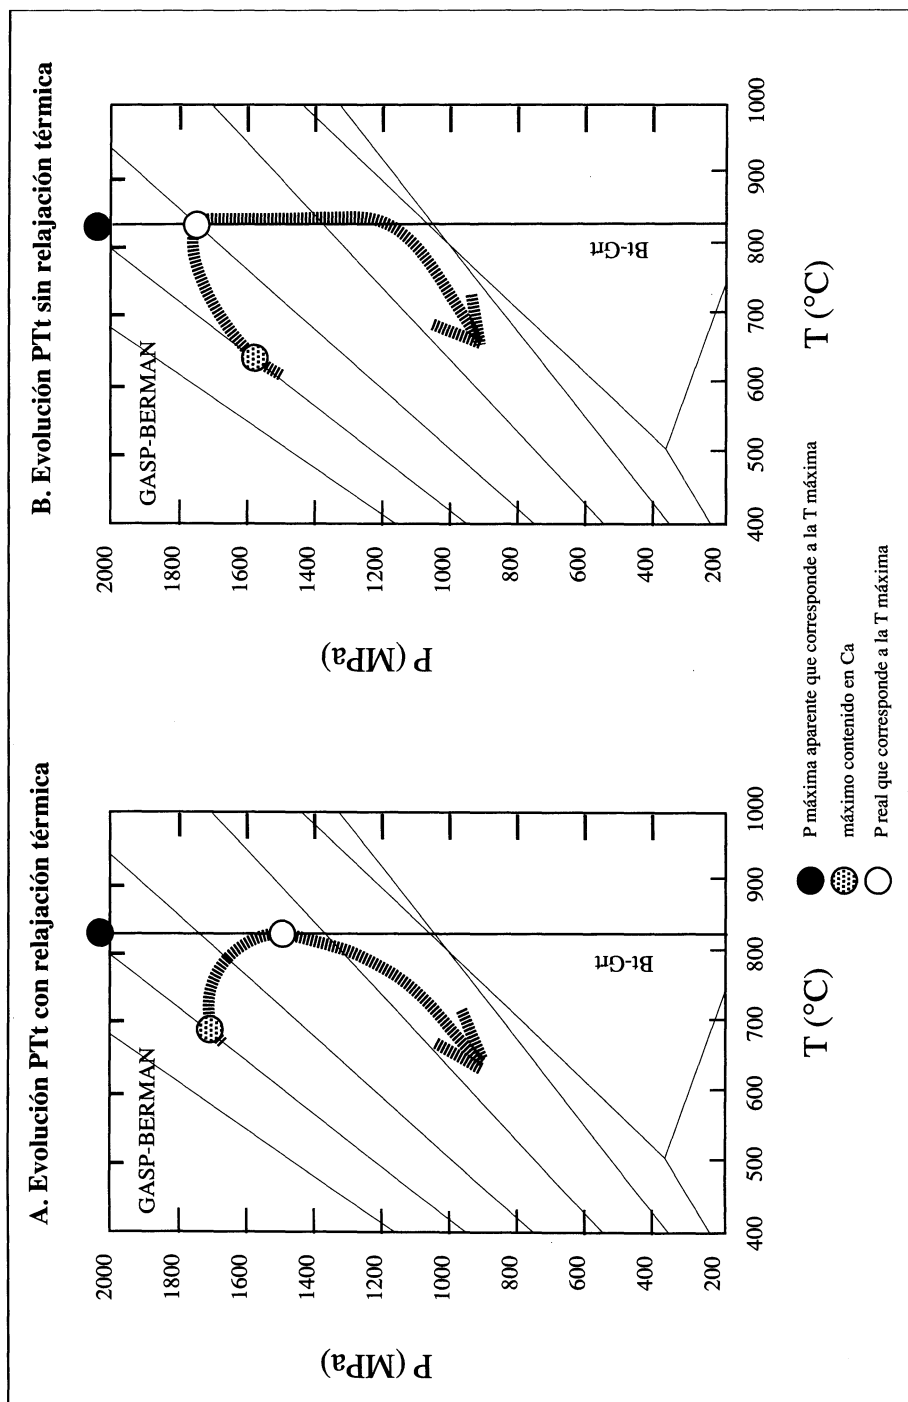 A. Evolución PTt con relajación térmica
GASP-BERMAN
2000
1800
1600
1400
1200
1000
800
600
400
200
P (MPa)
Bt-Grt
400
500
600
700
800
900
1000
T (°C)
B. Evolución PTt sin relajación térmica
GASP-BERMAN
2000
1800
1600
1400
1200
1000
800
600
400
200
P (MPa)
Bt-Grt
400
500
600
700
800
900
1000
T (°C)
P máxima aparente que corresponde a la T máxima
máximo contenido en Ca
P real que corresponde a la T máxima